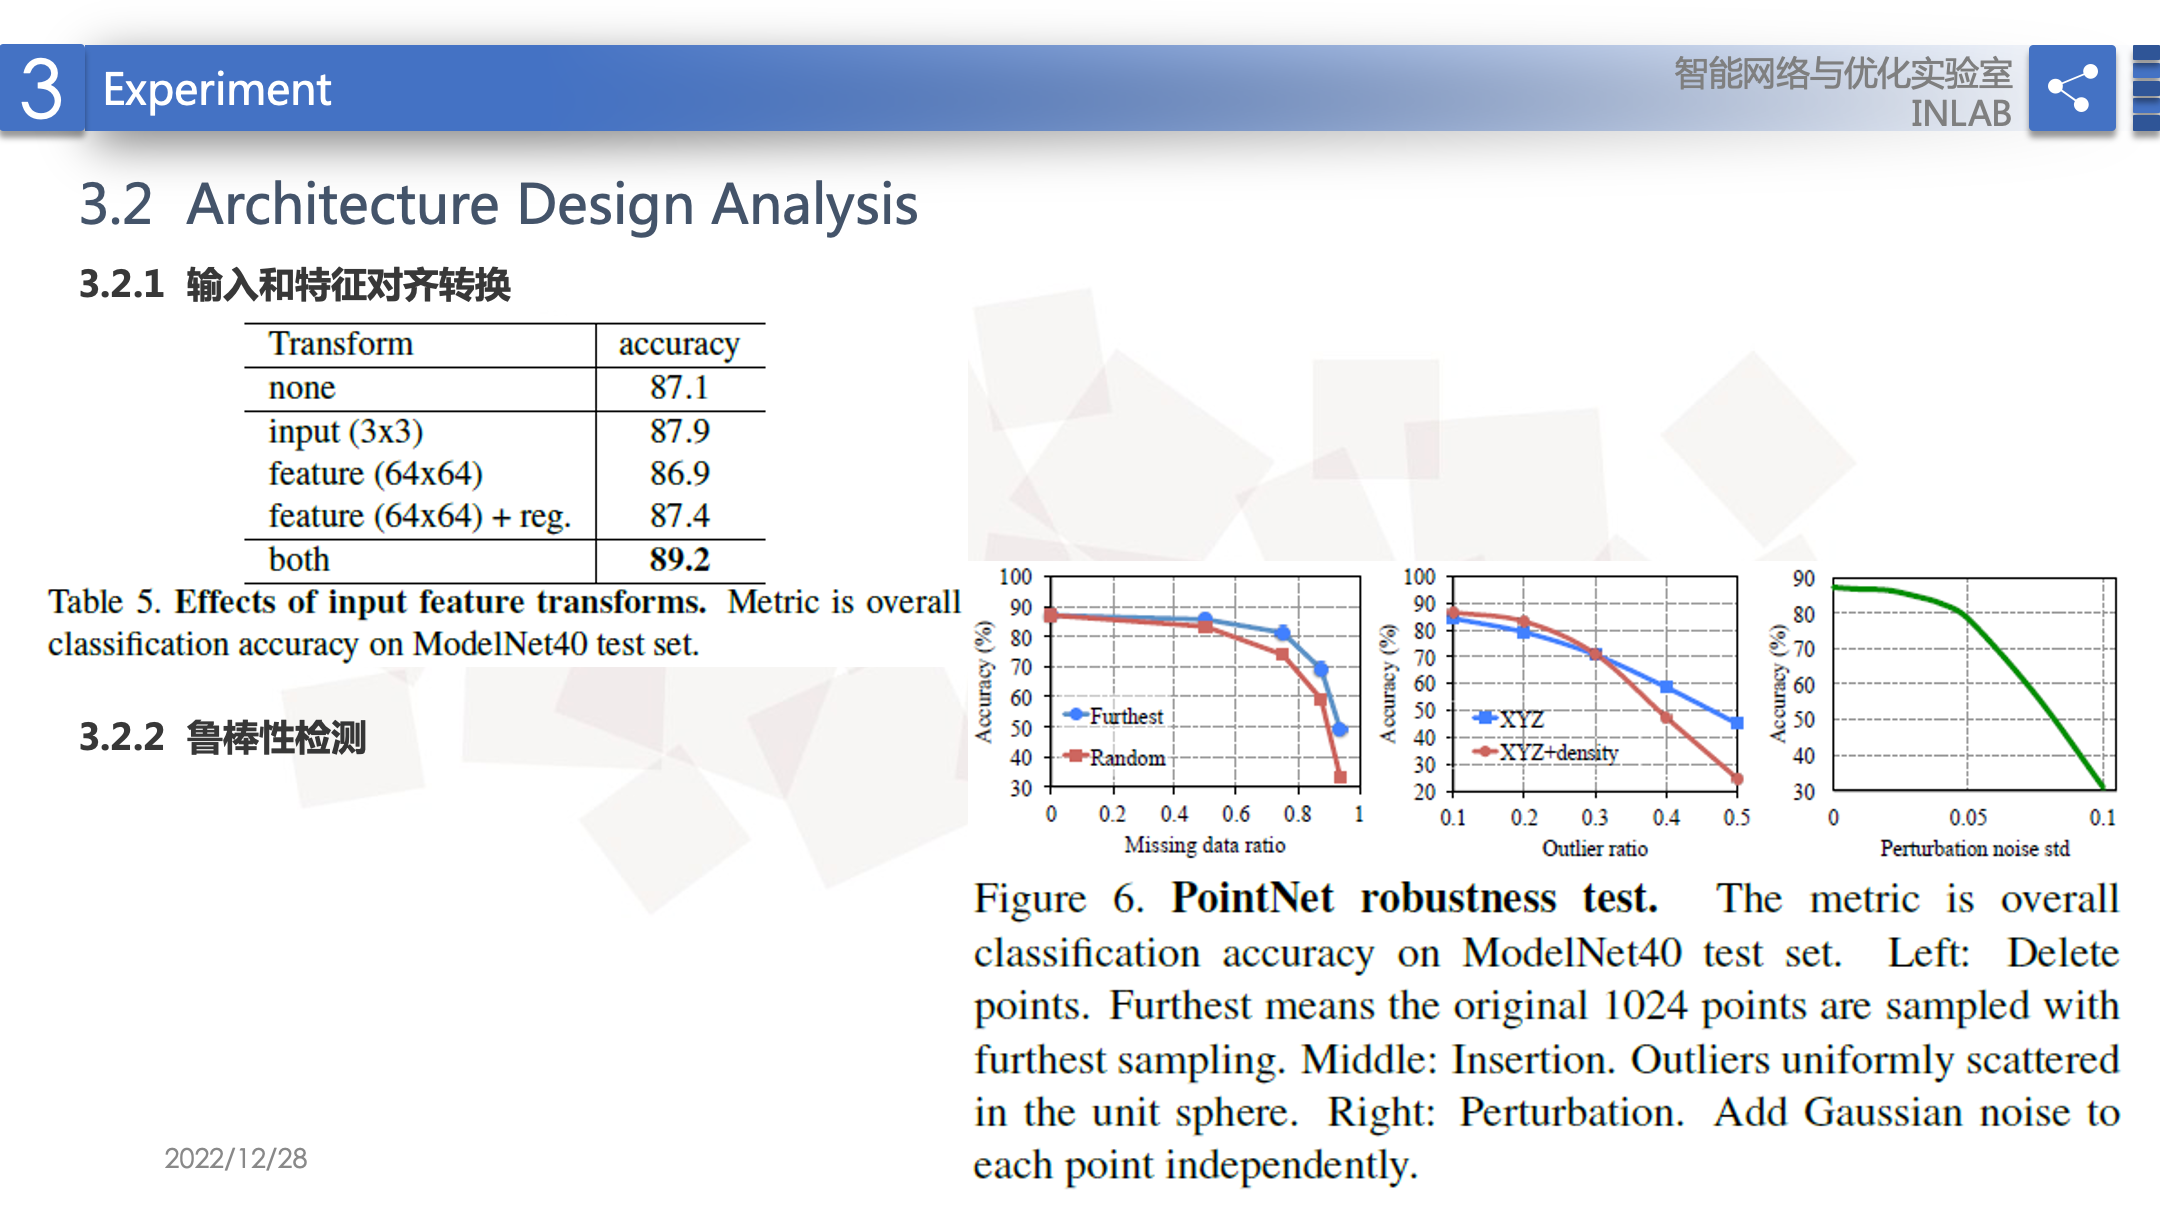 3 Experiment
智能网络与优化实验室
INLAB
3.2 Architecture Design Analysis
3.2.1 输入和特征对齐转换
Transform accuracy
none 87.1
input (3x3) 87.9
feature (64x64) 86.9
feature (64x64) + reg. 87.4
both 89.2
Table 5. Effects of input feature transforms. Metric is overall
classification accuracy on ModelNet40 test set.
3.2.2 鲁棒性检测
Accuracy (%)
100
90
80
70
60
50
40
30
Furthest
Random
0 0.2 0.4 0.6 0.8 1
Missing data ratio
Accuracy (%)
100
90
80
70
60
50
40
30
20
XYZ
XYZ+density
0.1 0.2 0.3 0.4 0.5
Outlier ratio
Accuracy (%)
90
80
70
60
50
40
30
0 0.05 0.1
Perturbation noise std
Figure 6. PointNet robustness test. The metric is overall
classification accuracy on ModelNet40 test set. Left: Delete
points. Furthest means the original 1024 points are sampled with
furthest sampling. Middle: Insertion. Outliers uniformly scattered
in the unit sphere. Right: Perturbation. Add Gaussian noise to
each point independently.
2022/12/28